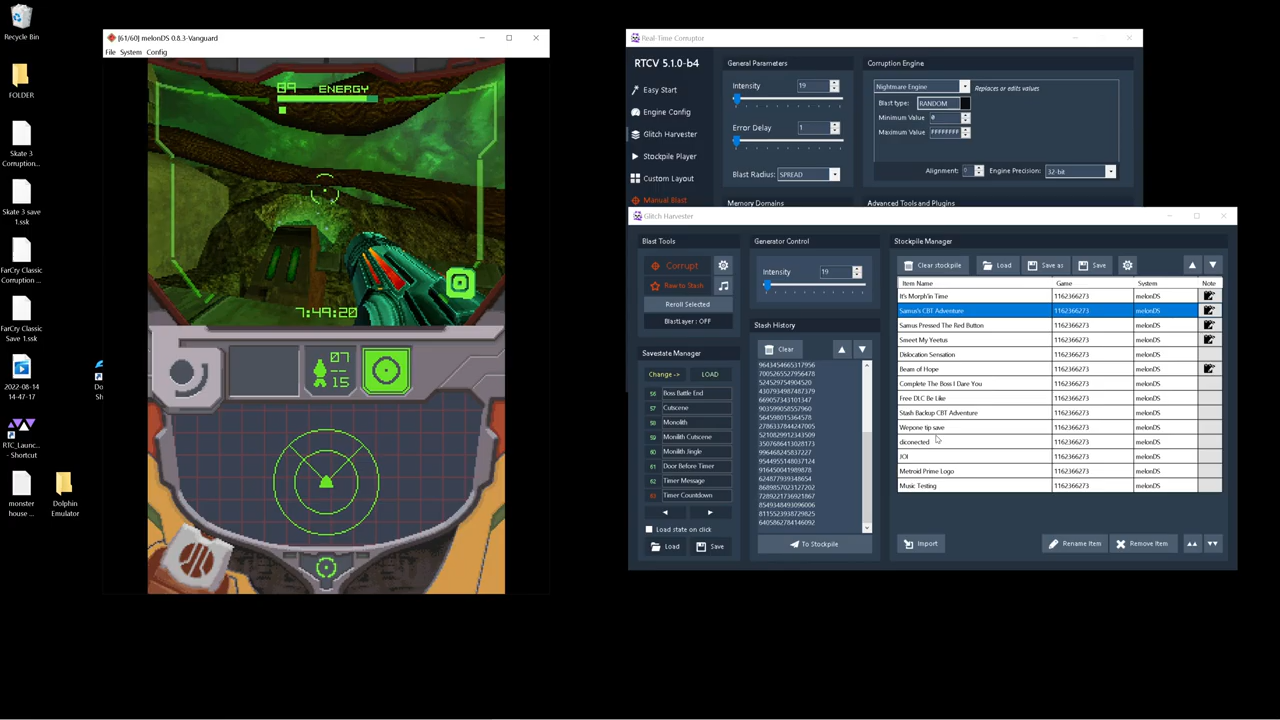 Recycle Bin
FOLDER
Skate 3
Corruption...
Skate 3 save
1.ssk
FarCry Classic
Corruption...
FarCry Classic
Save 1.ssk
2022-08-14
14-47-17
RTC_Launc...
- Shortcut
monster
house ...
Dolphin
Emulator
[61/60] melonDS 0.8.3-Vanguard
File System Config
89 ENERGY
7:49:20
07
15
Real-Time Corruptor
RTCV 5.1.0-b4
Easy Start
Engine Config
Glitch Harvester
Stockpile Player
Custom Layout
Manual Blast
General Parameters
Intensity 19
Error Delay 1
Blast Radius: SPREAD
Memory Domains
Corruption Engine
Nightmare Engine Replaces or edits values
Blast type: RANDOM
Minimum Value 0
Maximum Value FFFFFFFF
Alignment: 0 Engine Precision: 32-bit
Advanced Tools and Plugins
Glitch Harvester
Blast Tools
Corrupt
Raw to Stash
Reroll Selected
BlastLayer : OFF
Savestate Manager
Change -> LOAD
56 Boss Battle End
57 Cutscene
58 Monolith
59 Monilith Cutscene
60 Monilith Jingle
61 Door Before Timer
62 Timer Message
63 Timer Countdown
Load state on click
Load Save
Generator Control
Intensity 19
Stash History
Clear
To Stockpile
Stockpile Manager
Clear stockpile Load Save as Save
Item Name Game System Note
It's Morph'in Time 1162366273 melonDS
Samus's CBT Adventure 1162366273 melonDS
Samus Pressed The Red Button 1162366273 melonDS
Smeet My Yeetus 1162366273 melonDS
Dislocation Sensation 1162366273 melonDS
Beam of Hope 1162366273 melonDS
Complete The Boss I Dare You 1162366273 melonDS
Free DLC Be Like 1162366273 melonDS
Stash Backup CBT Adventure 1162366273 melonDS
Wepone tip save 1162366273 melonDS
diconected 1162366273 melonDS
JOI 1162366273 melonDS
Metroid Prime Logo 1162366273 melonDS
Music Testing 1162366273 melonDS
Import Rename Item Remove Item